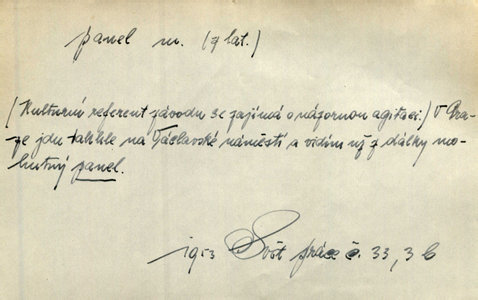 panel m. (z lat.)
(Kulturní referent závodu se zajímá o názornou agitaci:) V Pra-
ze jdu takhle na Václavské náměstí a vidím už z dálky mo-
hutný panel.
1953 Svět práce č. 33, 3 b